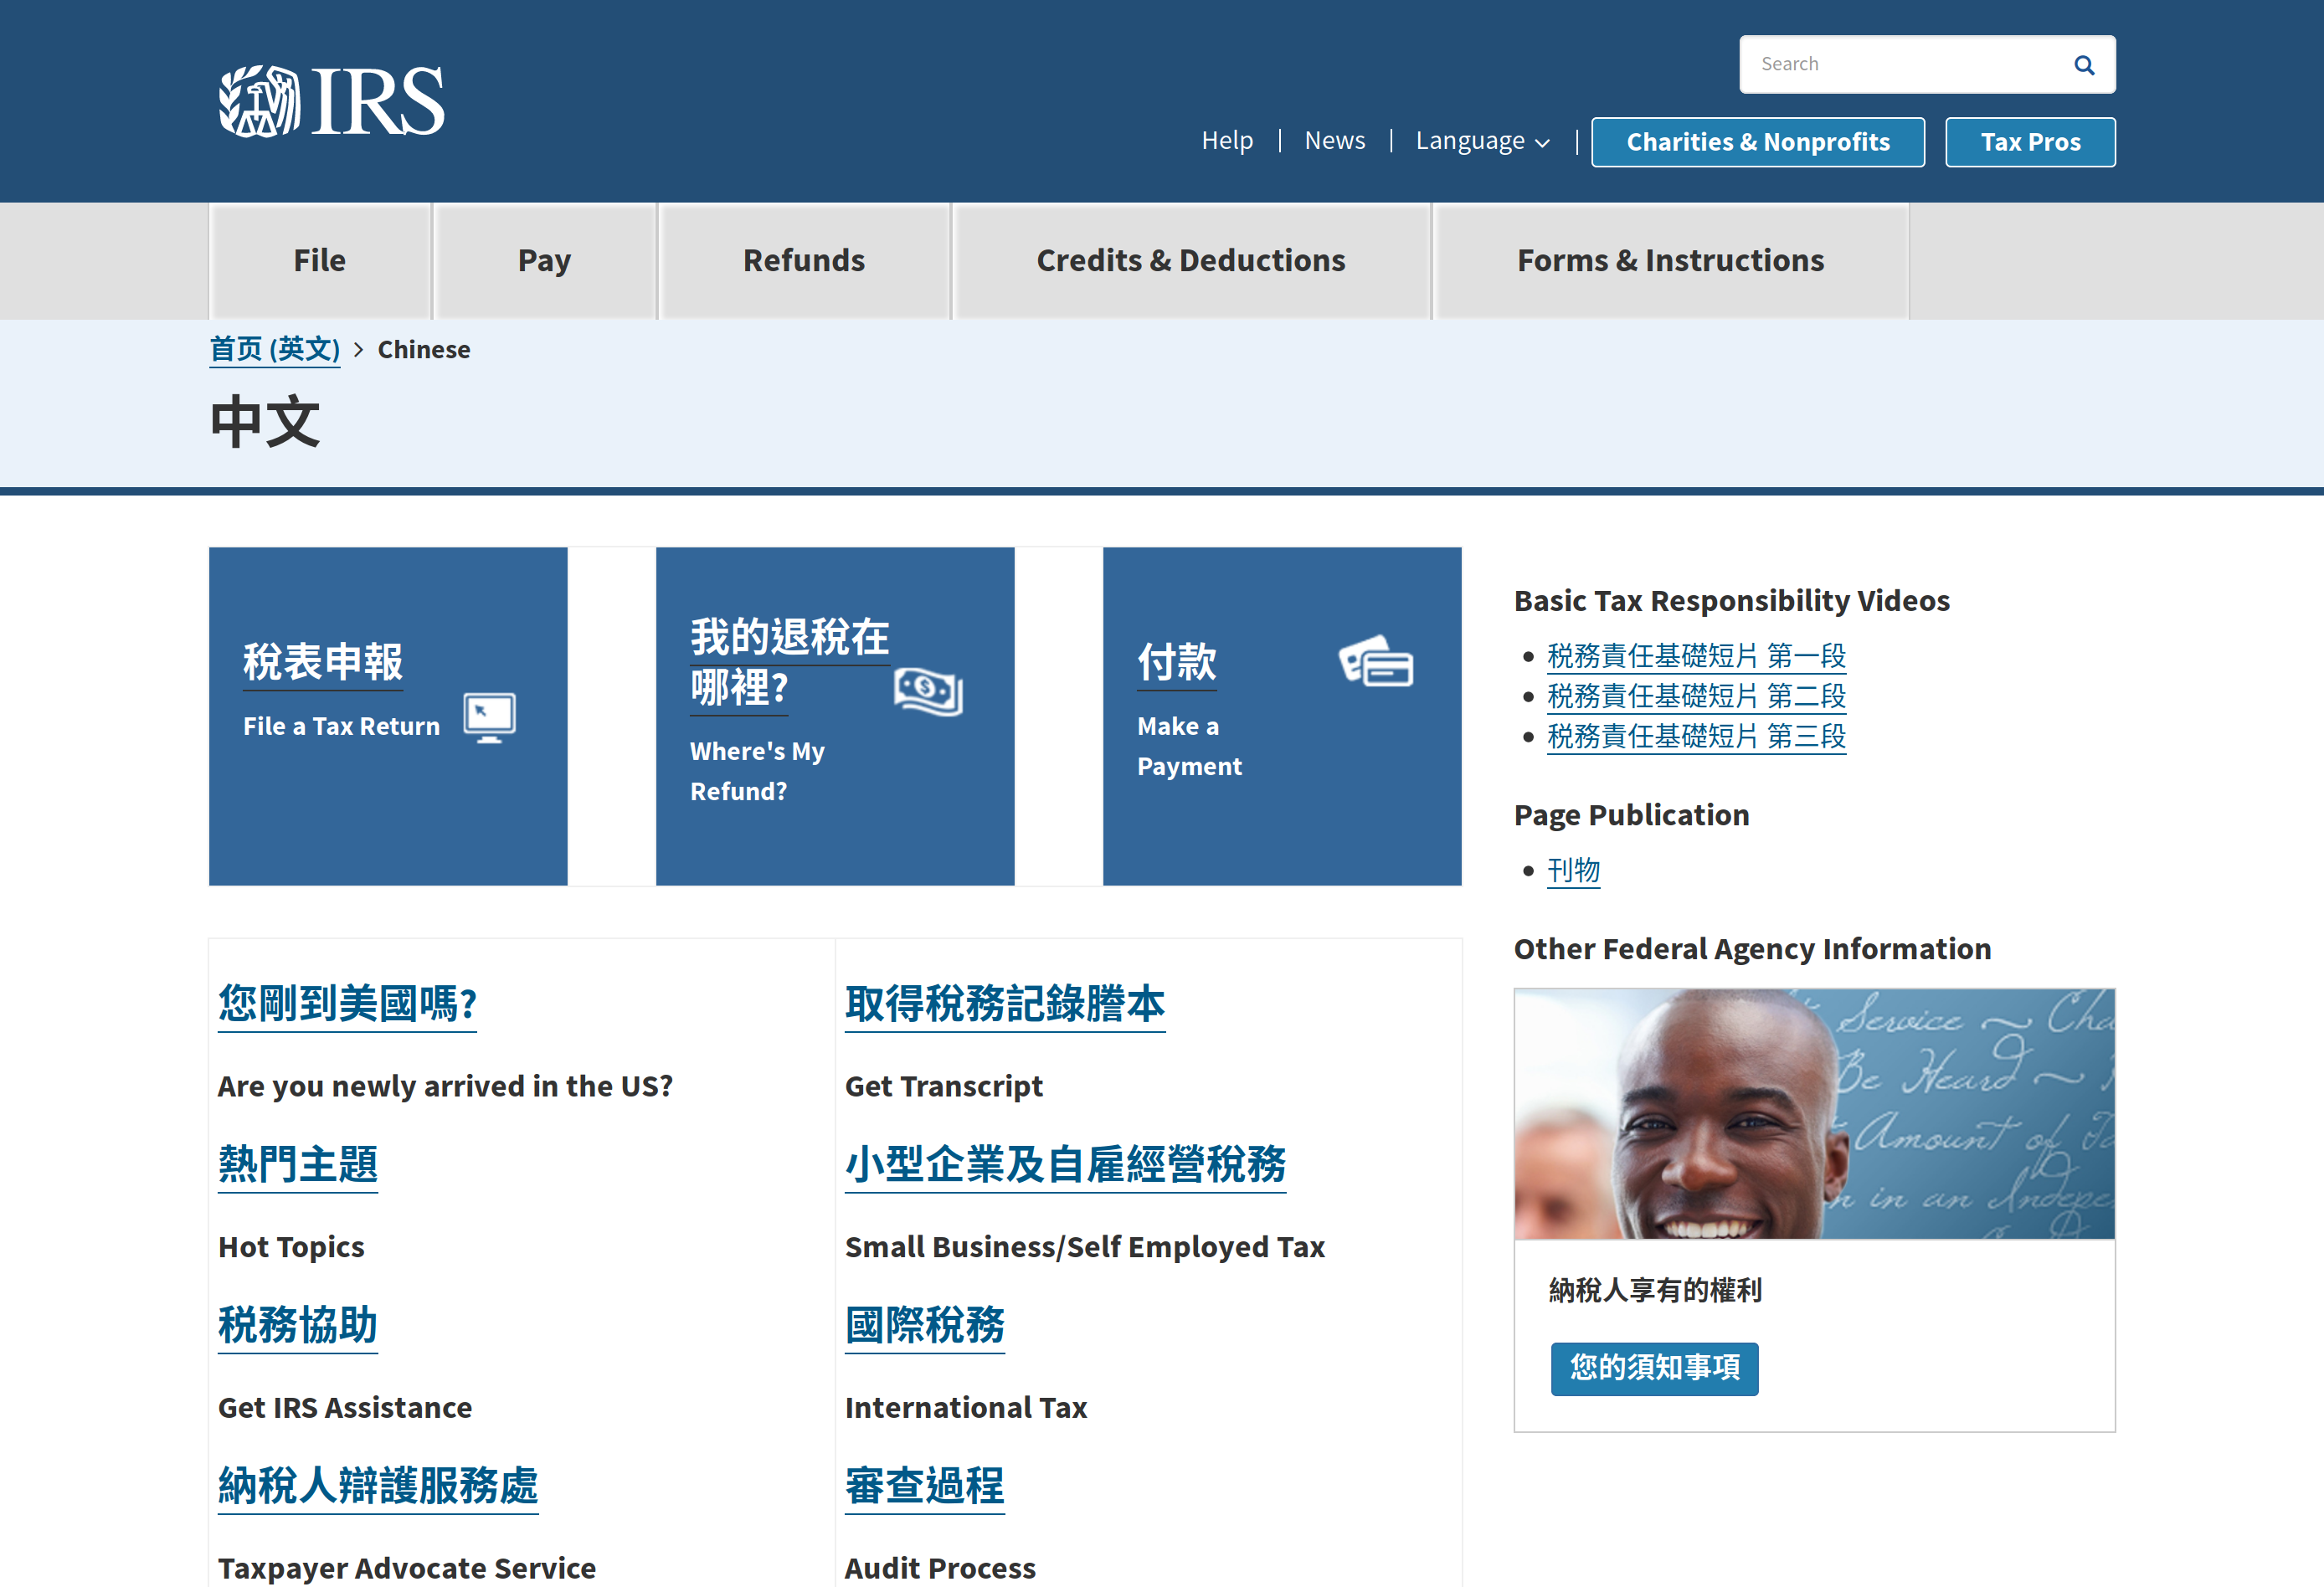 IRS
Search
Help
News
Language
Charities & Nonprofits
Tax Pros
File
Pay
Refunds
Credits & Deductions
Forms & Instructions
首页 (英文) > Chinese
中文
稅表申報
File a Tax Return
我的退稅在
哪裡?
Where's My
Refund?
付款
Make a
Payment
您剛到美國嗎?
Are you newly arrived in the US?
熱門主題
Hot Topics
税務協助
Get IRS Assistance
納稅人辯護服務處
Taxpayer Advocate Service
取得稅務記錄謄本
Get Transcript
小型企業及自雇經營稅務
Small Business/Self Employed Tax
國際稅務
International Tax
審查過程
Audit Process
Basic Tax Responsibility Videos
税務責任基礎短片 第一段
税務責任基礎短片 第二段
税務責任基礎短片 第三段
Page Publication
刊物
Other Federal Agency Information
Service ~ Cha
Be Heard ~
Amount of Ta
in an Indepe
納稅人享有的權利
您的須知事項